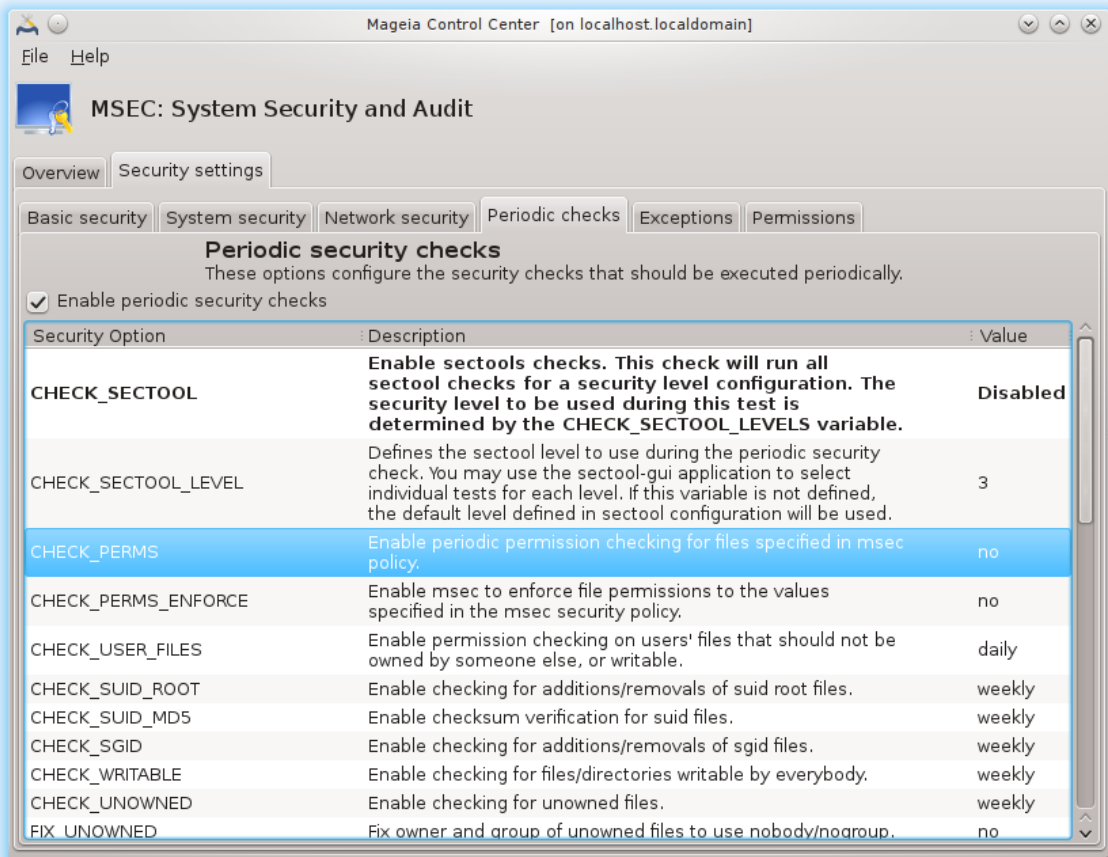 Mageia Control Center [on localhost.localdomain]
File Help
MSEC: System Security and Audit
Overview Security settings
Basic security System security Network security Periodic checks Exceptions Permissions
Periodic security checks
These options configure the security checks that should be executed periodically.
Enable periodic security checks
Security Option Description Value
CHECK_SECTOOL Enable sectools checks. This check will run all
sectool checks for a security level configuration. The
security level to be used during this test is
determined by the CHECK_SECTOOL_LEVELS variable. Disabled
CHECK_SECTOOL_LEVEL Defines the sectool level to use during the periodic security
check. You may use the sectool-gui application to select
individual tests for each level. If this variable is not defined,
the default level defined in sectool configuration will be used. 3
CHECK_PERMS Enable periodic permission checking for files specified in msec
policy. no
CHECK_PERMS_ENFORCE Enable msec to enforce file permissions to the values
specified in the msec security policy. no
CHECK_USER_FILES Enable permission checking on users' files that should not be
owned by someone else, or writable. daily
CHECK_SUID_ROOT Enable checking for additions/removals of suid root files. weekly
CHECK_SUID_MD5 Enable checksum verification for suid files. weekly
CHECK_SGID Enable checking for additions/removals of sgid files. weekly
CHECK_WRITABLE Enable checking for files/directories writable by everybody. weekly
CHECK_UNOWNED Enable checking for unowned files. weekly
FIX_UNOWNED Fix owner and group of unowned files to use nobody/nogroup. no